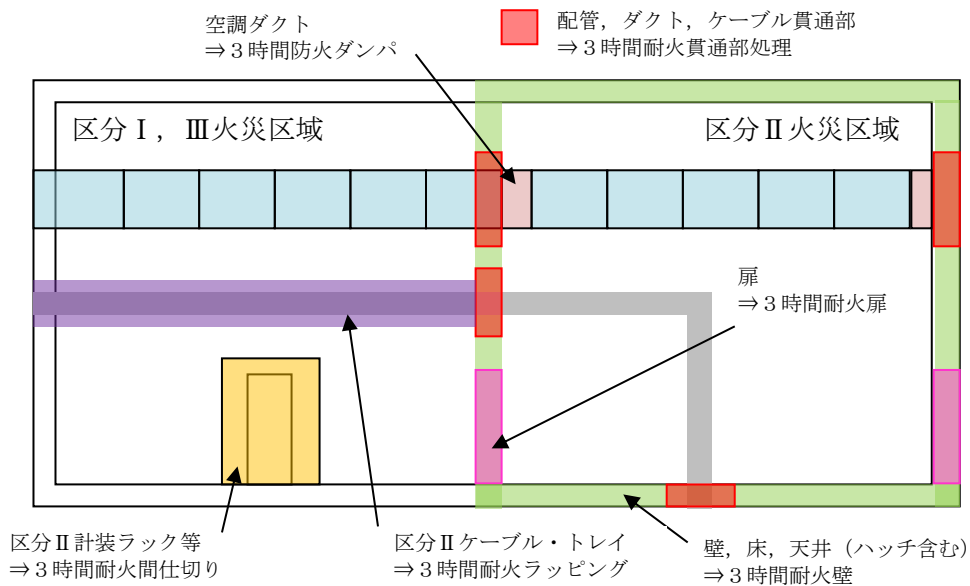 空調ダクト
⇒３時間防火ダンパ
配管，ダクト，ケーブル貫通部
⇒３時間耐火貫通部処理
区分Ⅰ，Ⅲ火災区域
区分Ⅱ火災区域
扉
⇒３時間耐火扉
区分Ⅱ計装ラック等
⇒３時間耐火間仕切り
区分Ⅱケーブル・トレイ
⇒３時間耐火ラッピング
壁，床，天井（ハッチ含む）
⇒３時間耐火壁